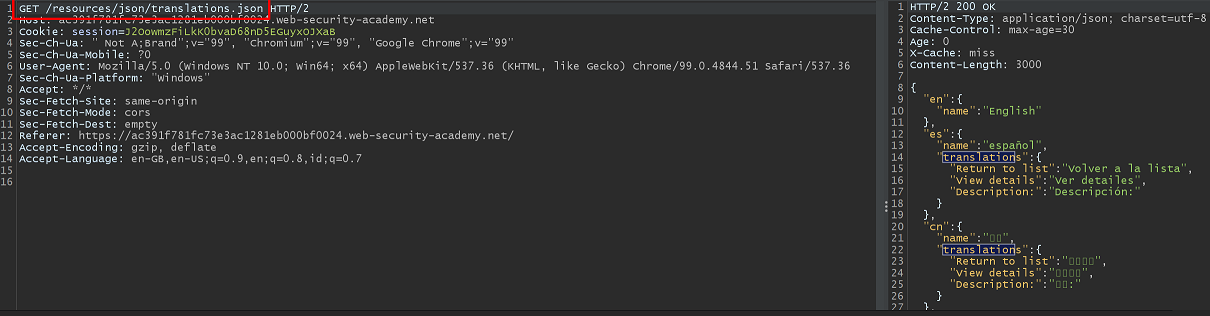 1 GET /resources/json/translations.json HTTP/2
2 Host: ac391f781fc73e3ac1281eb000bf0024.web-security-academy.net
3 Cookie: session=J2OowmzFiLkK0bvaD68nD5EGuyxOJXaB
4 Sec-Ch-Ua: " Not A;Brand";v="99", "Chromium";v="99", "Google Chrome";v="99"
5 Sec-Ch-Ua-Mobile: ?0
6 User-Agent: Mozilla/5.0 (Windows NT 10.0; Win64; x64) AppleWebKit/537.36 (KHTML, like Gecko) Chrome/99.0.4844.51 Safari/537.36
7 Sec-Ch-Ua-Platform: "Windows"
8 Accept: */*
9 Sec-Fetch-Site: same-origin
10 Sec-Fetch-Mode: cors
11 Sec-Fetch-Dest: empty
12 Referer: https://ac391f781fc73e3ac1281eb000bf0024.web-security-academy.net/
13 Accept-Encoding: gzip, deflate
14 Accept-Language: en-GB,en-US;q=0.9,en;q=0.8,id;q=0.7
15
16
1 HTTP/2 200 OK
2 Content-Type: application/json; charset=utf-8
3 Cache-Control: max-age=30
4 Age: 0
5 X-Cache: miss
6 Content-Length: 3000
7
8 {
9 "en":{
10 "name":"English"
11 },
12 "es":{
13 "name":"español",
14 "translations":{
15 "Return to list":"Volver a la lista",
16 "View details":"Ver detailes",
17 "Description:":"Descripción:"
18 }
19 },
20 "cn":{
21 "name":"▯▯",
22 "translations":{
23 "Return to list":"▯▯▯▯",
24 "View details":"▯▯▯▯",
25 "Description:":"▯▯:"
26 }
27 },